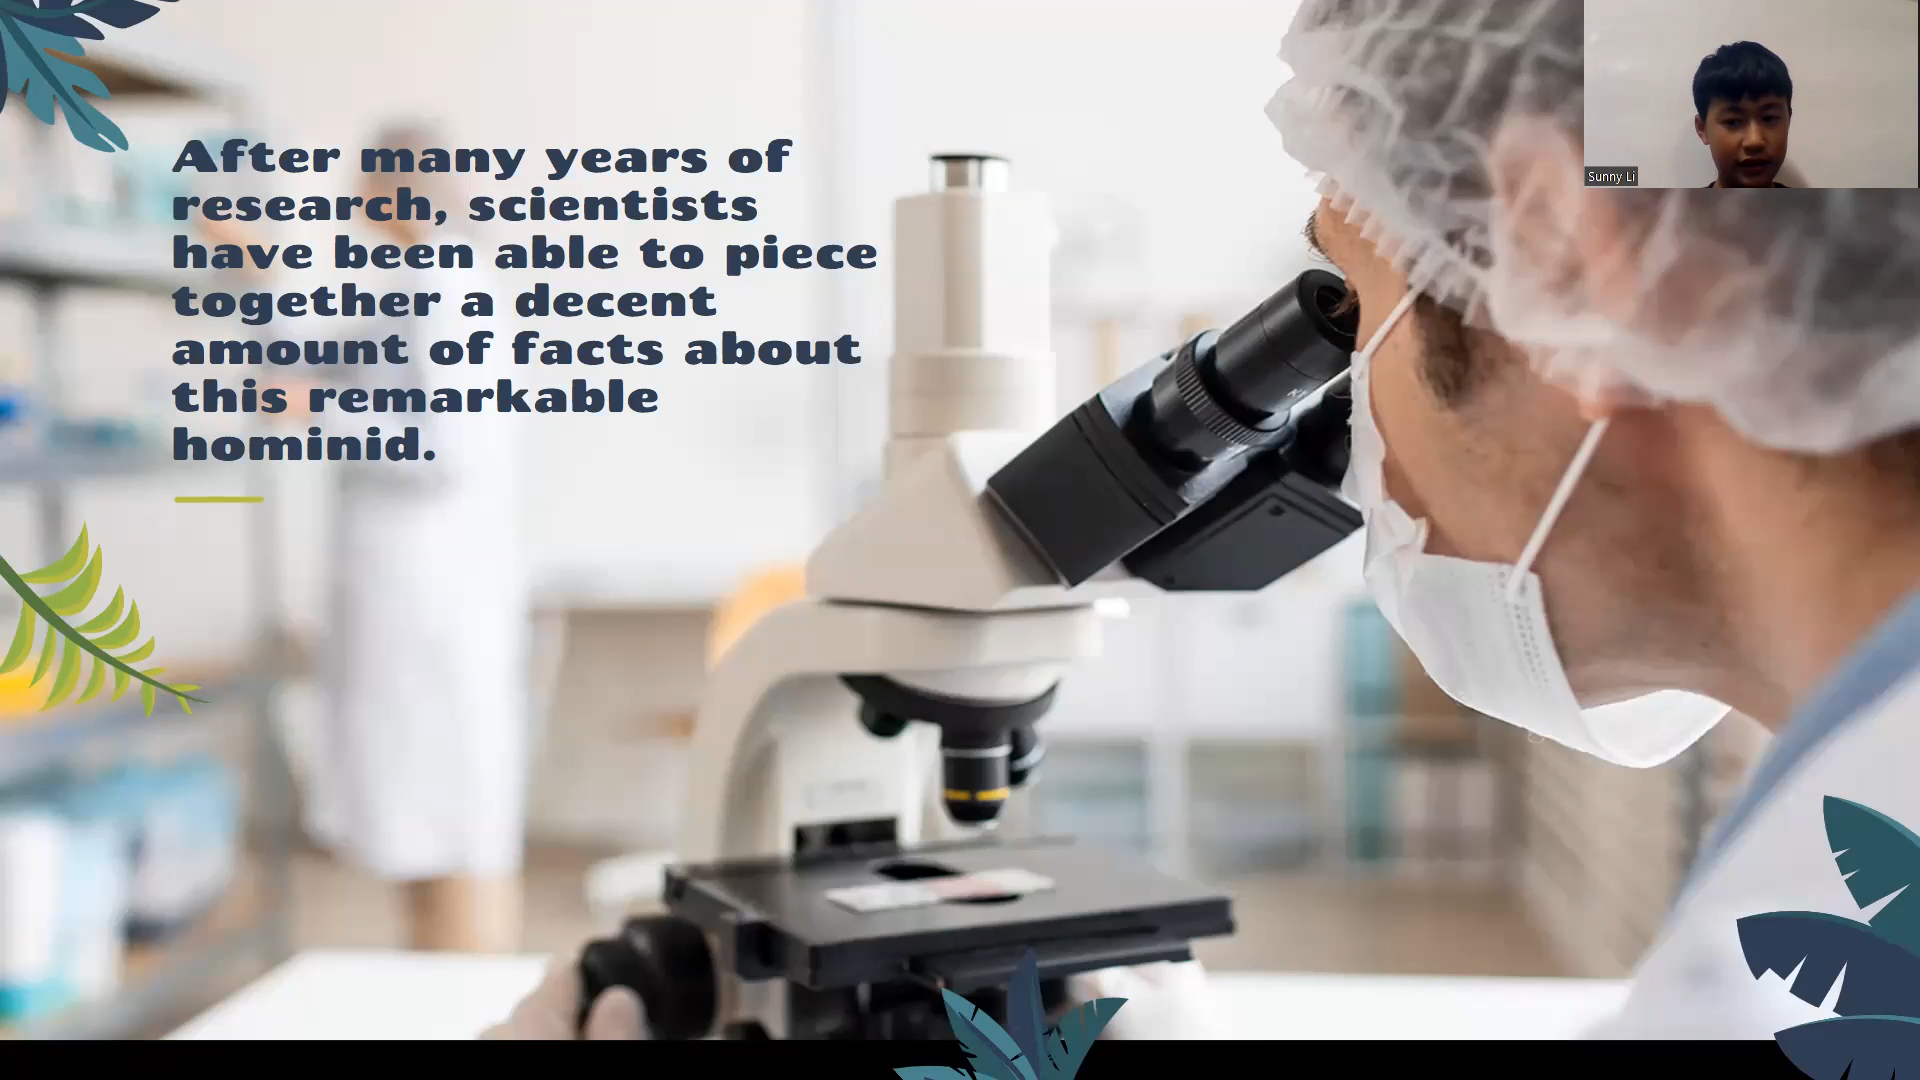 After many years of
research, scientists
have been able to piece
together a decent
amount of facts about
this remarkable
hominid.
Sunny Li